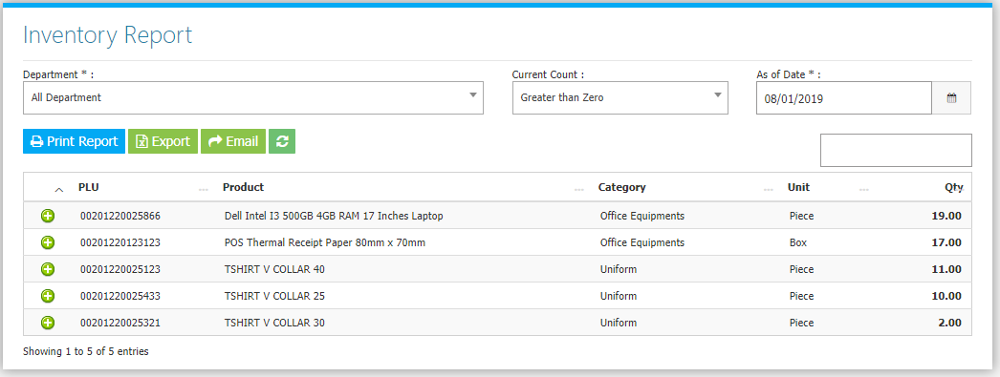 Inventory Report
Department * : Current Count : As of Date * :
All Department Greater than Zero 08/01/2019
Print Report Export Email
PLU ... Product ... Category ... Unit ... Qty
00201220025866 Dell Intel I3 500GB 4GB RAM 17 Inches Laptop Office Equipments Piece 19.00
00201220123123 POS Thermal Receipt Paper 80mm x 70mm Office Equipments Box 17.00
00201220025123 TSHIRT V COLLAR 40 Uniform Piece 11.00
00201220025433 TSHIRT V COLLAR 25 Uniform Piece 10.00
00201220025321 TSHIRT V COLLAR 30 Uniform Piece 2.00
Showing 1 to 5 of 5 entries